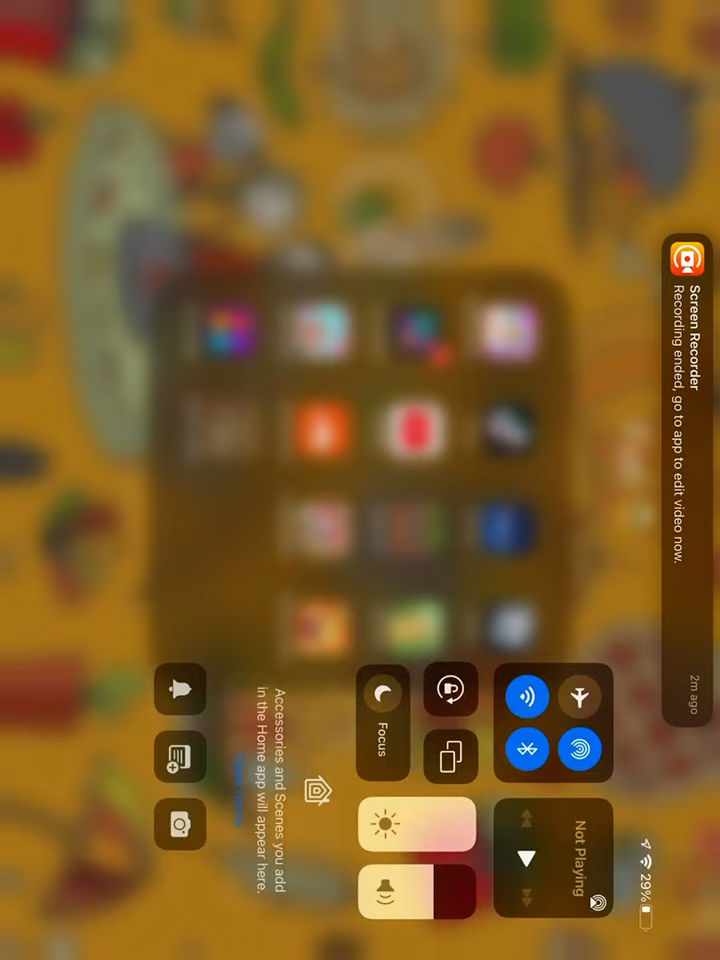 Screen Recorder
2m ago
Recording ended, go to app to edit video now.
29%
Not Playing
Focus
Accessories and Scenes you add
in the Home app will appear here.